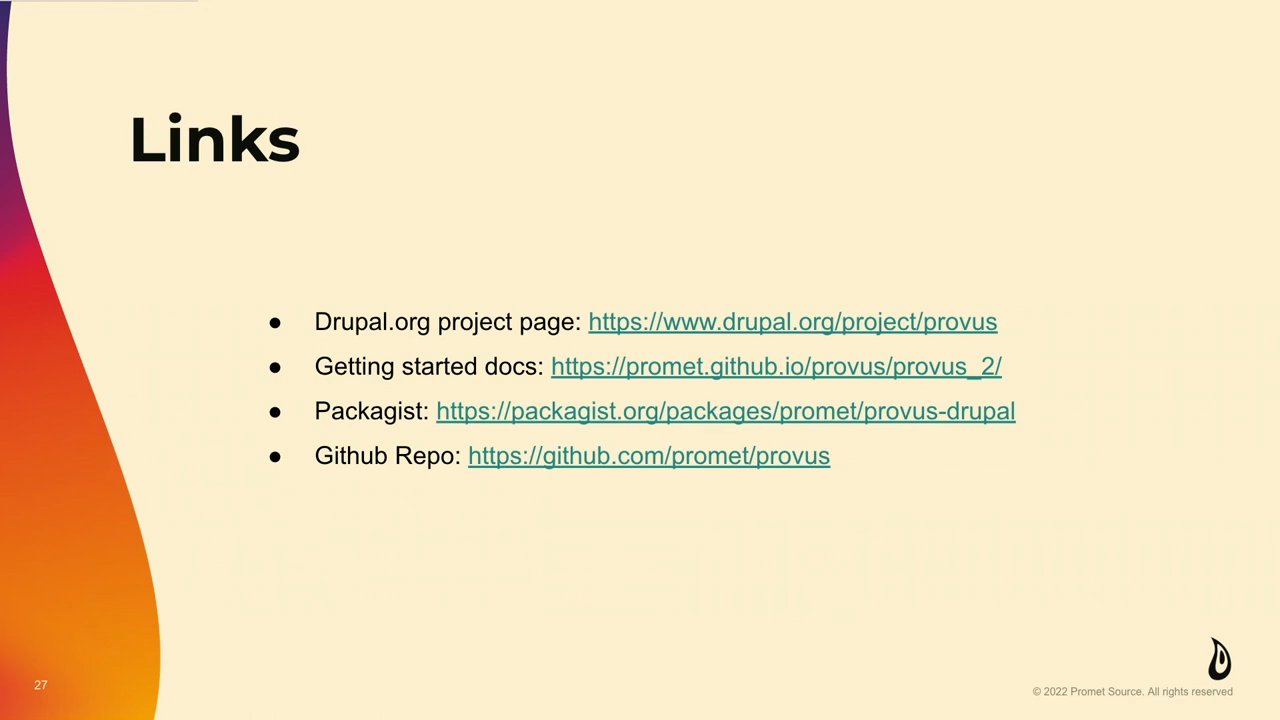 Links
● Drupal.org project page: https://www.drupal.org/project/provus
● Getting started docs: https://promet.github.io/provus/provus_2/
● Packagist: https://packagist.org/packages/promet/provus-drupal
● Github Repo: https://github.com/promet/provus
27
© 2022 Promet Source. All rights reserved